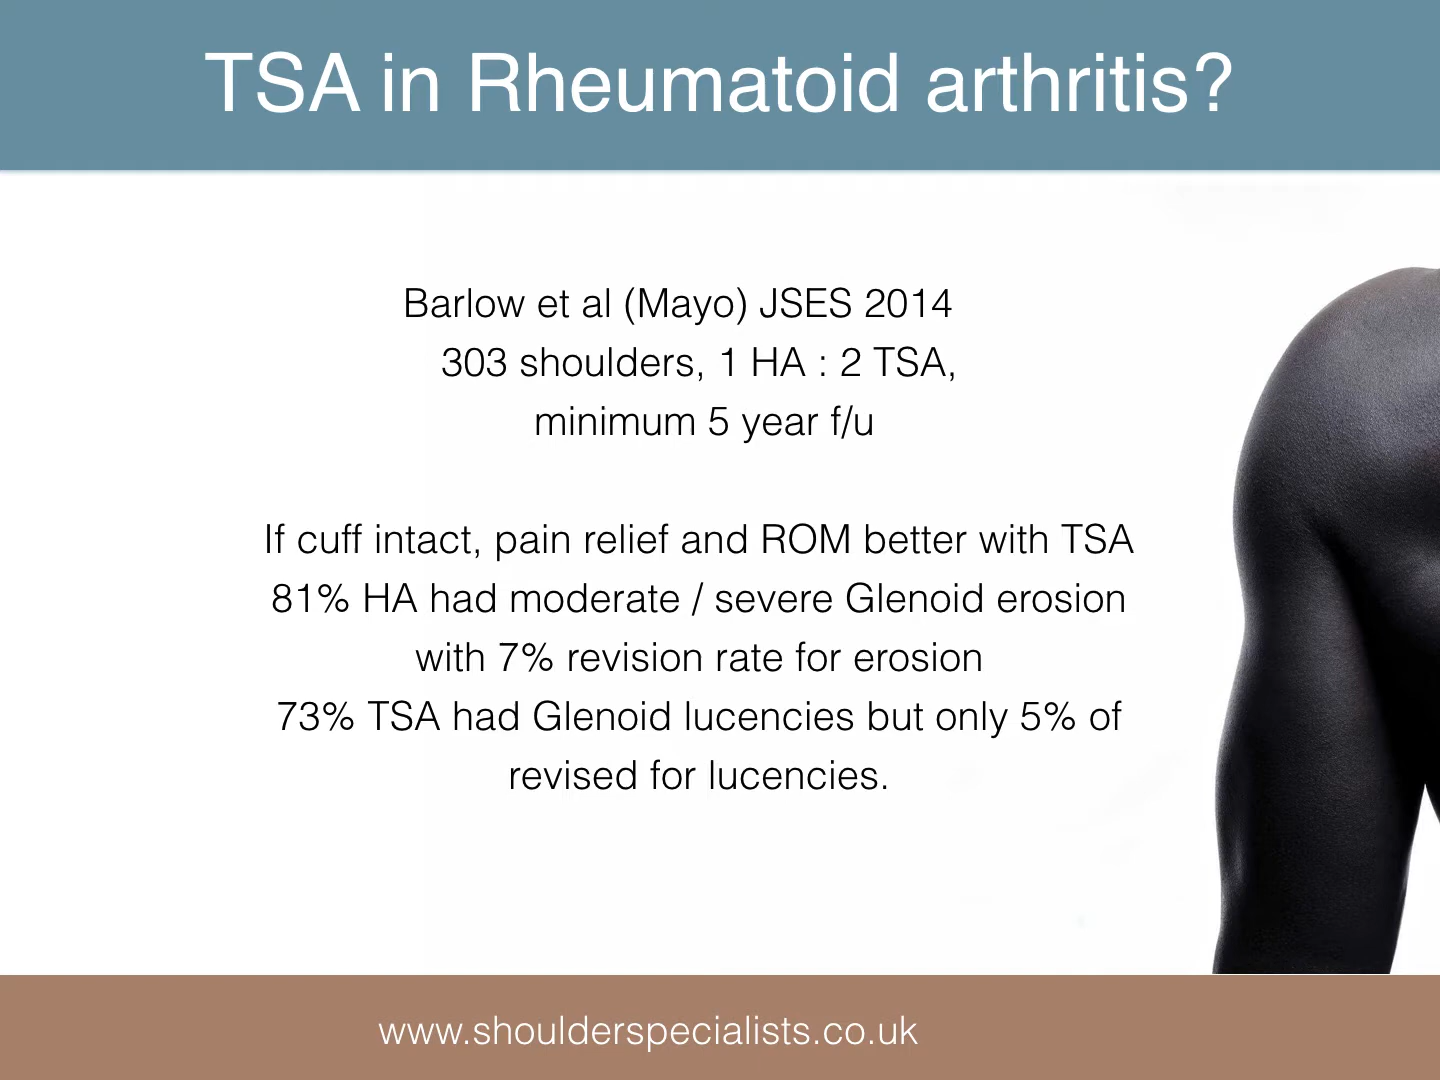 TSA in Rheumatoid arthritis?
Barlow et al (Mayo) JSES 2014
303 shoulders, 1 HA : 2 TSA,
minimum 5 year f/u
If cuff intact, pain relief and ROM better with TSA
81% HA had moderate / severe Glenoid erosion
with 7% revision rate for erosion
73% TSA had Glenoid lucencies but only 5% of
revised for lucencies.
www.shoulderspecialists.co.uk